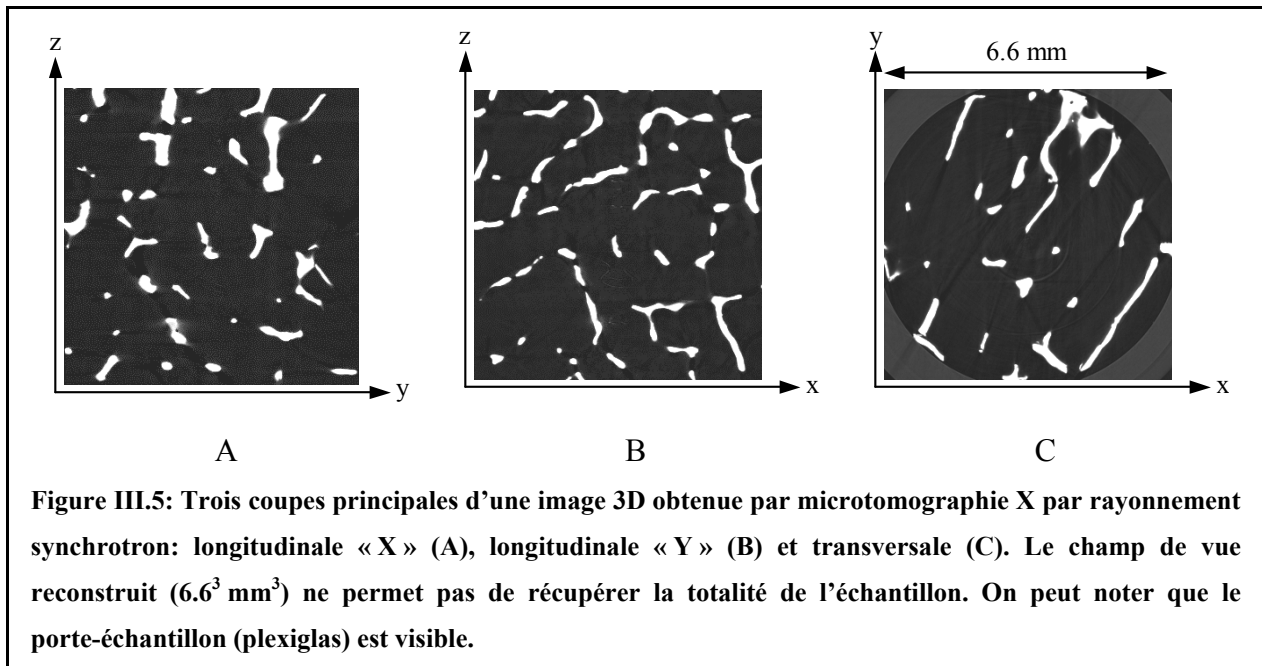 z
z
y
6.6 mm
y
x
x
A
B
C
Figure III.5: Trois coupes principales d’une image 3D obtenue par microtomographie X par rayonnement
synchrotron: longitudinale « X » (A), longitudinale « Y » (B) et transversale (C). Le champ de vue
reconstruit (6.6³ mm³) ne permet pas de récupérer la totalité de l’échantillon. On peut noter que le
porte-échantillon (plexiglas) est visible.